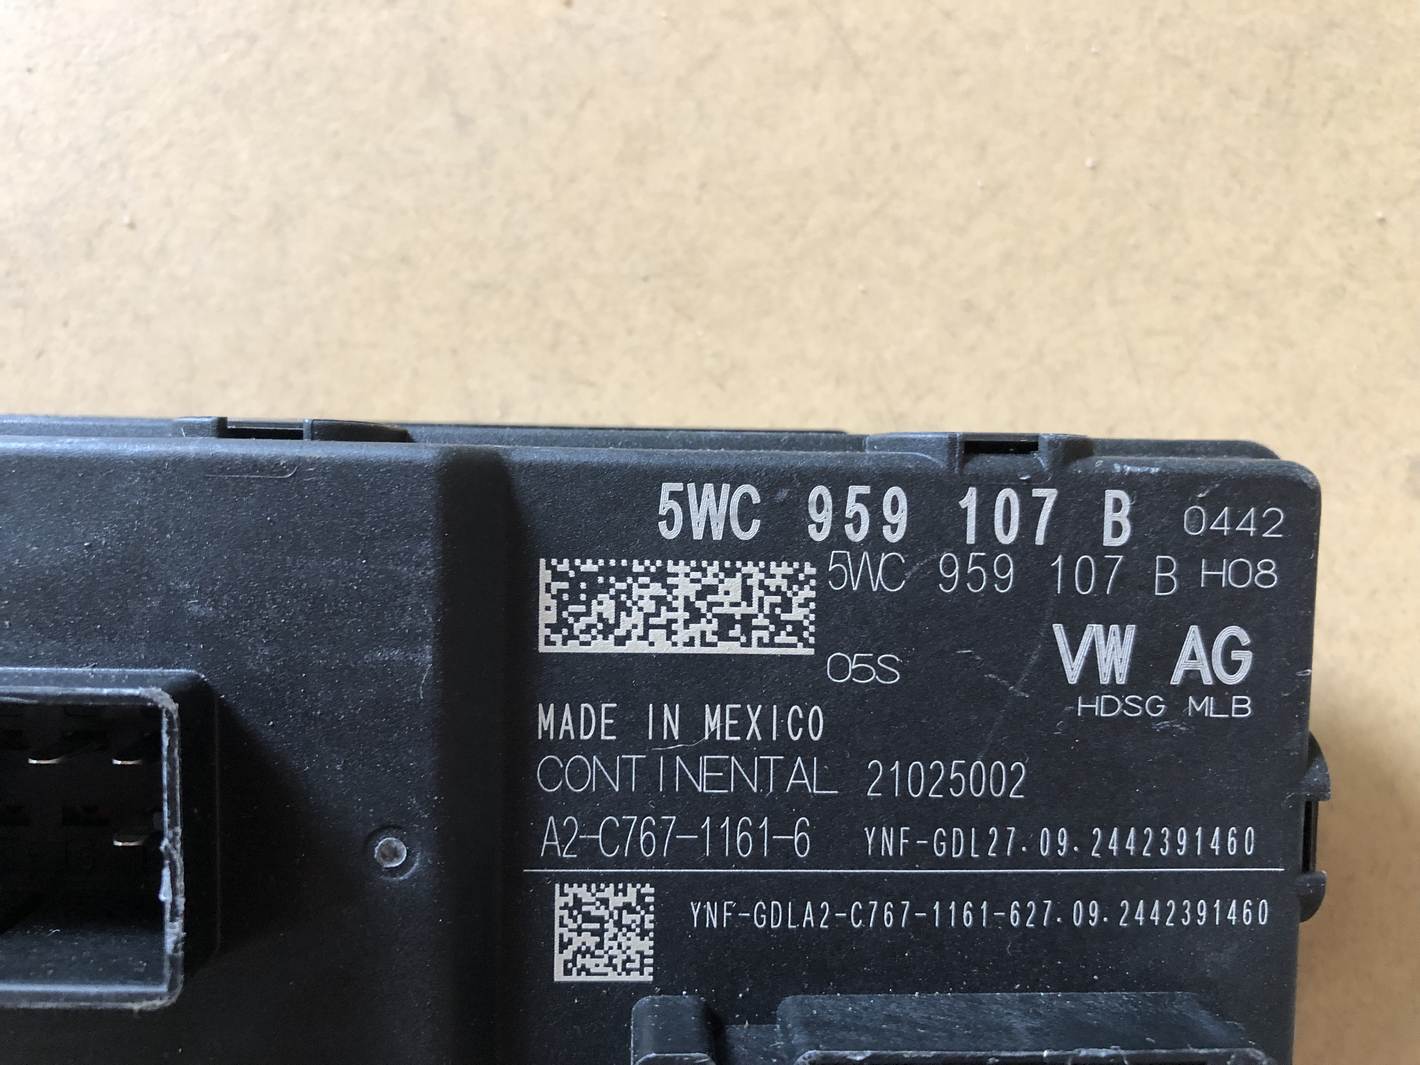 5WC 959 107 B 0442
5WC 959 107 B H08
05S
VW AG
HDSG MLB
MADE IN MEXICO
CONTINENTAL 21025002
A2-C767-1161-6 YNF-GDL27.09.2442391460
YNF-GDLA2-C767-1161-627.09.2442391460